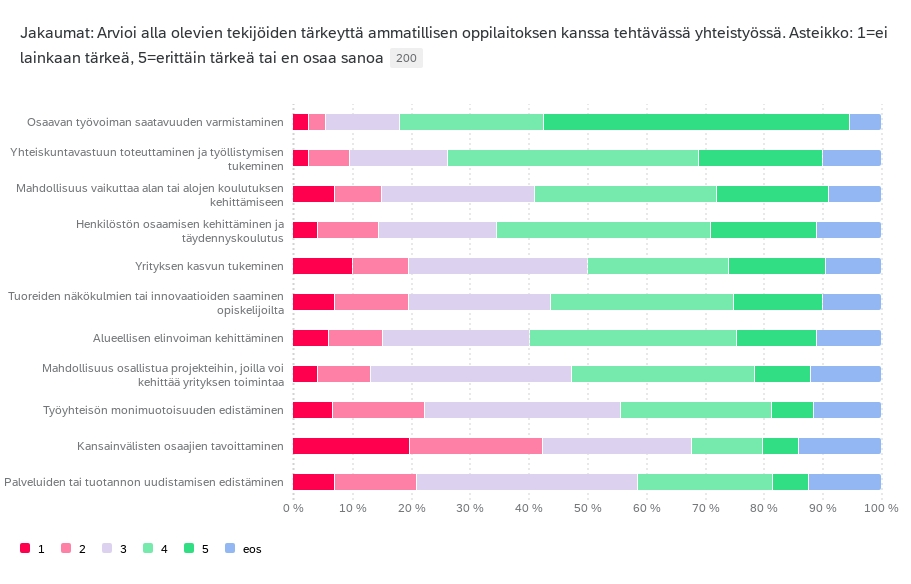 Jakaumat: Arvioi alla olevien tekijöiden tärkeyttä ammatillisen oppilaitoksen kanssa tehtävässä yhteistyössä. Asteikko: 1=ei
lainkaan tärkeä, 5=erittäin tärkeä tai en osaa sanoa 200
Osaavan työvoiman saatavuuden varmistaminen
Yhteiskuntavastuun toteuttaminen ja työllistymisen
tukeminen
Mahdollisuus vaikuttaa alan tai alojen koulutuksen
kehittämiseen
Henkilöstön osaamisen kehittäminen ja
täydennyskoulutus
Yrityksen kasvun tukeminen
Tuoreiden näkökulmien tai innovaatioiden saaminen
opiskelijoilta
Alueellisen elinvoiman kehittäminen
Mahdollisuus osallistua projekteihin, joilla voi
kehittää yrityksen toimintaa
Työyhteisön monimuotoisuuden edistäminen
Kansainvälisten osaajien tavoittaminen
Palveluiden tai tuotannon uudistamisen edistäminen
0 % 10 % 20 % 30 % 40 % 50 % 60 % 70 % 80 % 90 % 100 %
1 2 3 4 5 eos